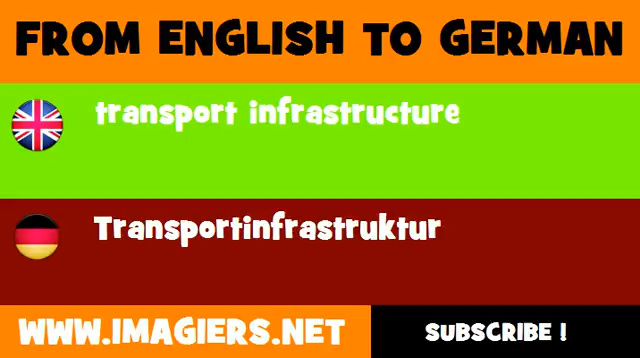 FROM ENGLISH TO GERMAN
transport infrastructure
Transportinfrastruktur
WWW.IMAGIERS.NET
SUBSCRIBE !